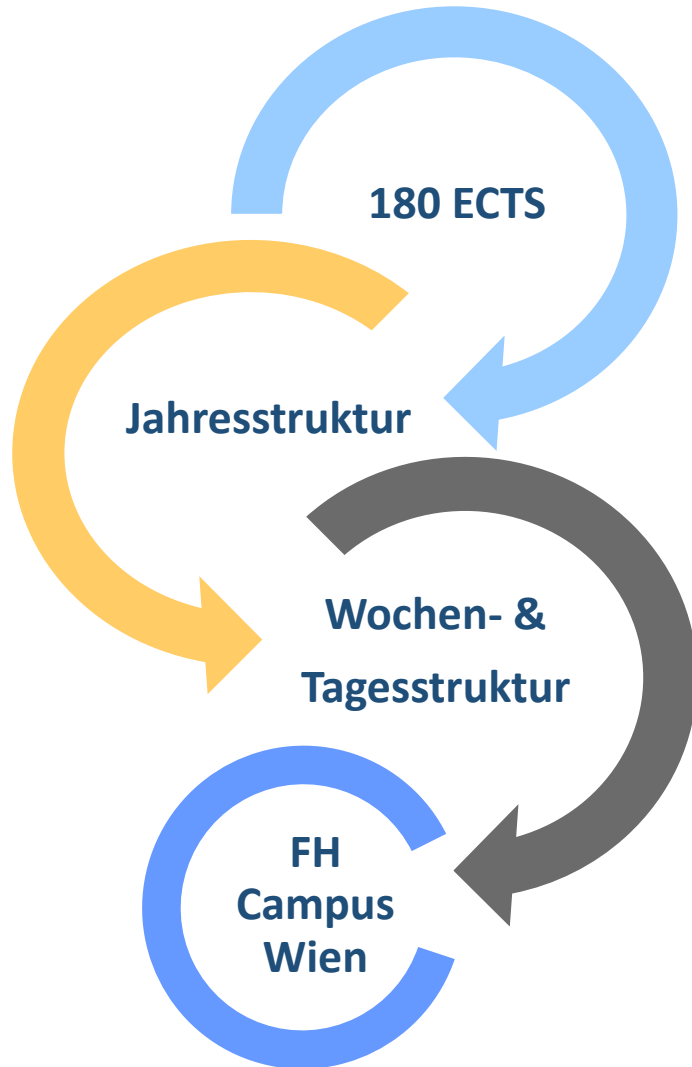 180 ECTS
Jahresstruktur
Wochen- &
Tagesstruktur
FH
Campus
Wien